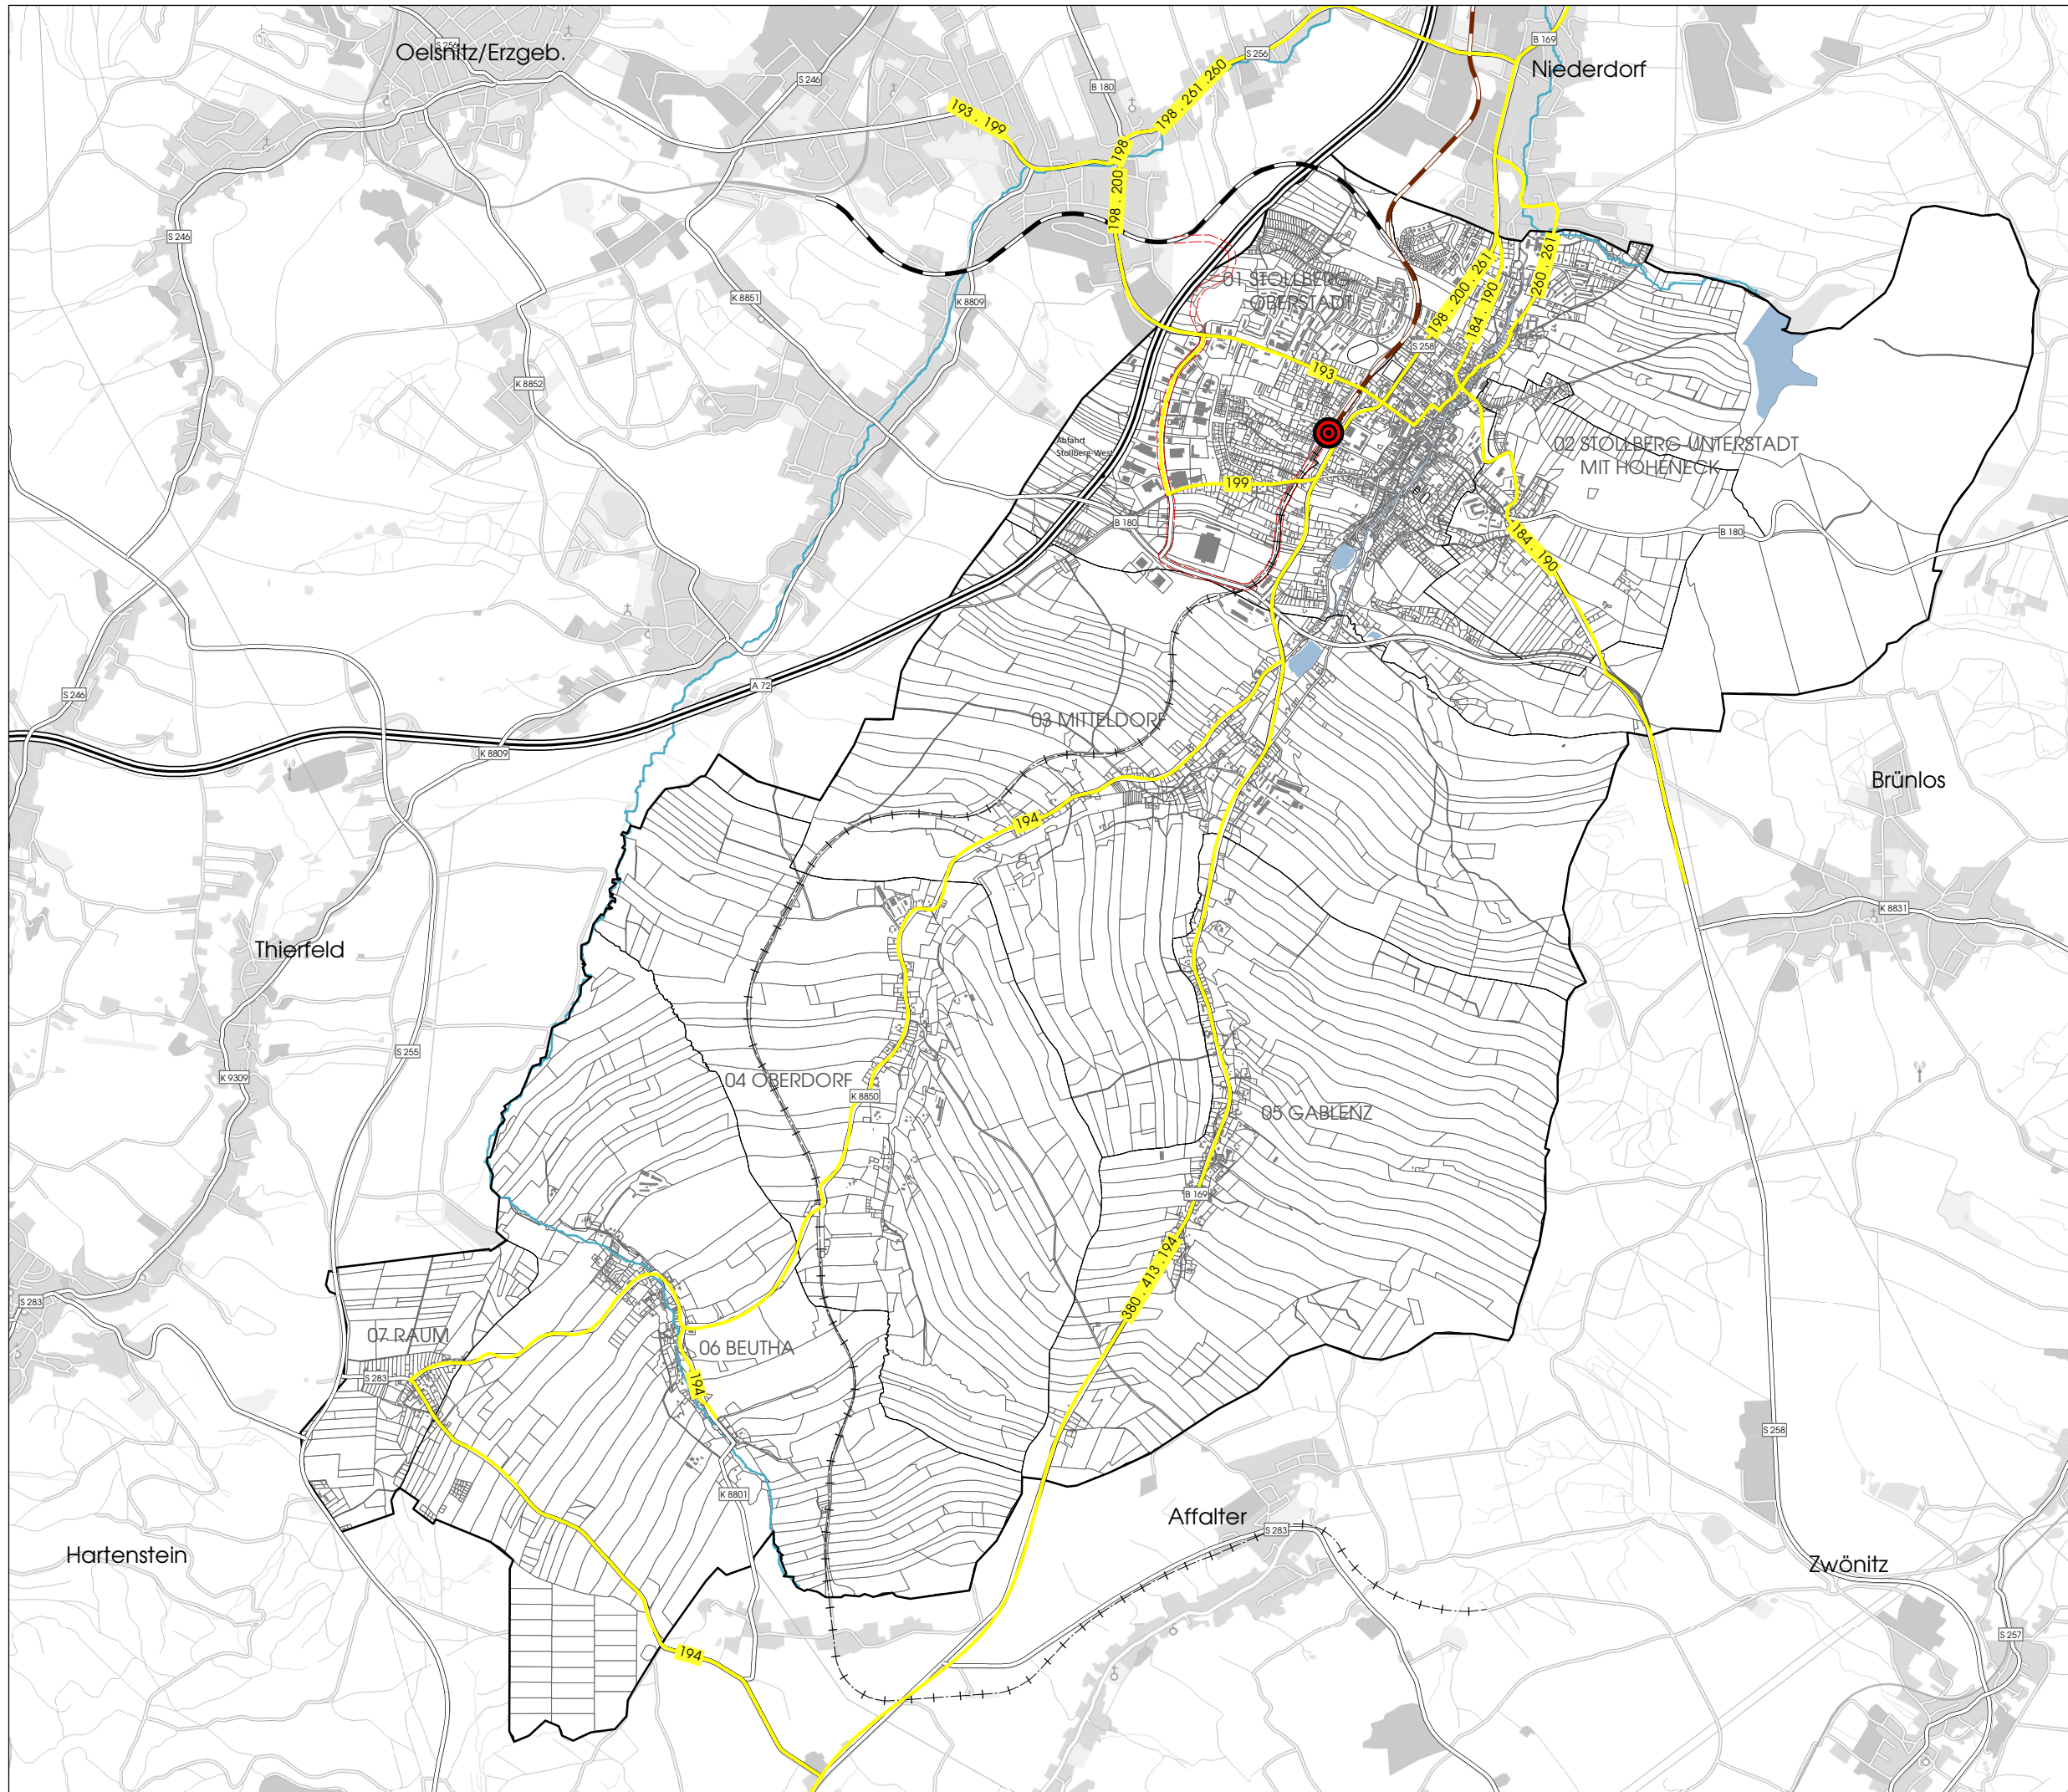 Oelsnitz/Erzgeb.
S 256
S 246
B 180
S 256
B 169
Niederdorf
193 . 199
198 . 261 .260
198
198 . 200
S 246
K 8851
K 8809
K 8852
01 STOLLBERG-
OBERSTADT
198 . 200. 261
184 . 190
260 . 261
S 258
193
Abfahrt
Stollberg-West
02 STOLLBERG-UNTERSTADT
MIT HOHENECK
199
B 180
B 180
184 . 190
S 246
A 72
K 8809
03 MITTELDORF
Brünlos
194
K 8831
Thierfeld
S 255
K 9309
04 OBERDORF
K 8850
05 GABLENZ
B 169
380 . 413 . 194
S 283
07 RAUM
06 BEUTHA
S 283
194
S 258
K 8801
Affalter
S 283
Hartenstein
Zwönitz
S 257
194